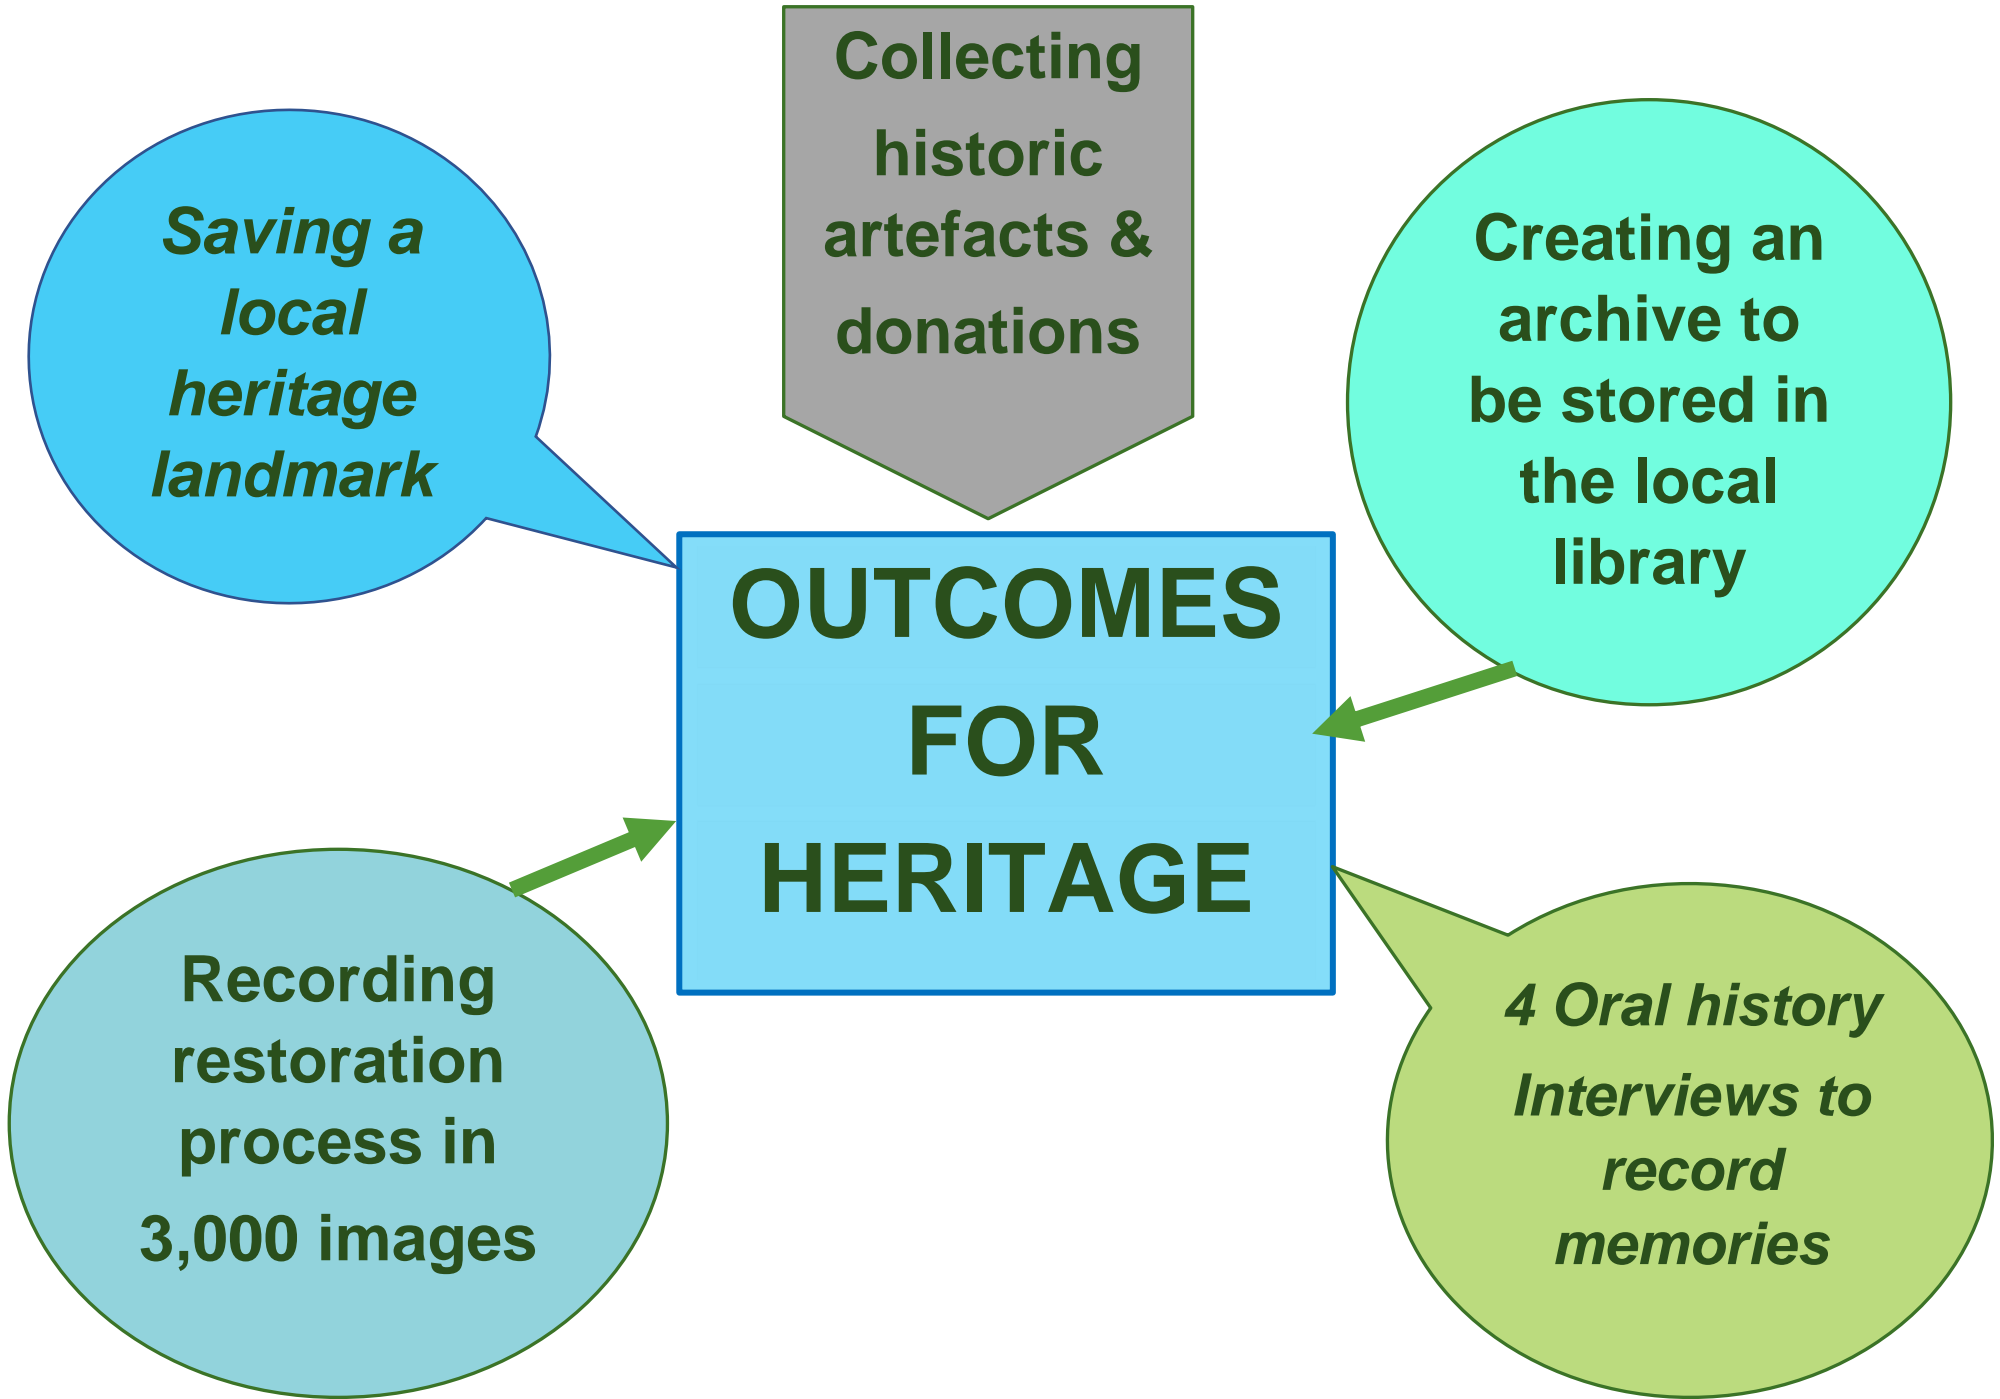 Collecting
historic
artefacts &
donations
Saving a
local
heritage
landmark
Creating an
archive to
be stored in
the local
library
OUTCOMES
FOR
HERITAGE
Recording
restoration
process in
3,000 images
4 Oral history
Interviews to
record
memories